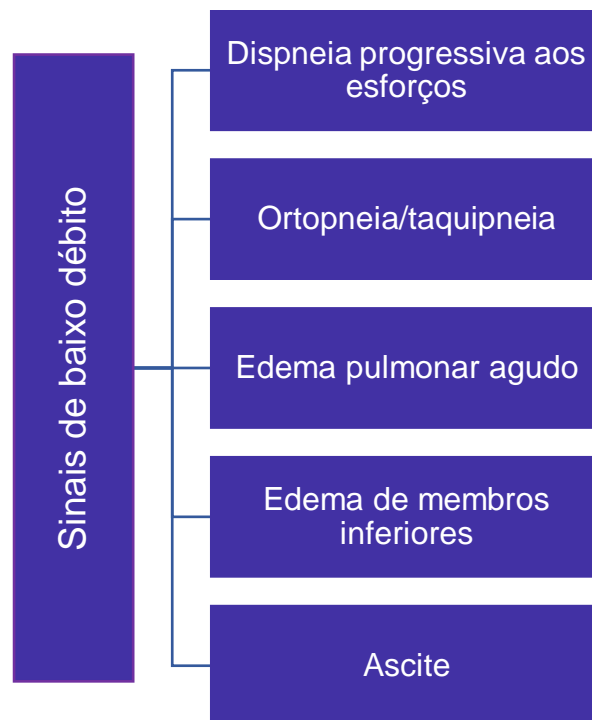 Sinais de baixo débito
Dispneia progressiva aos
esforços
Ortopneia/taquipneia
Edema pulmonar agudo
Edema de membros
inferiores
Ascite